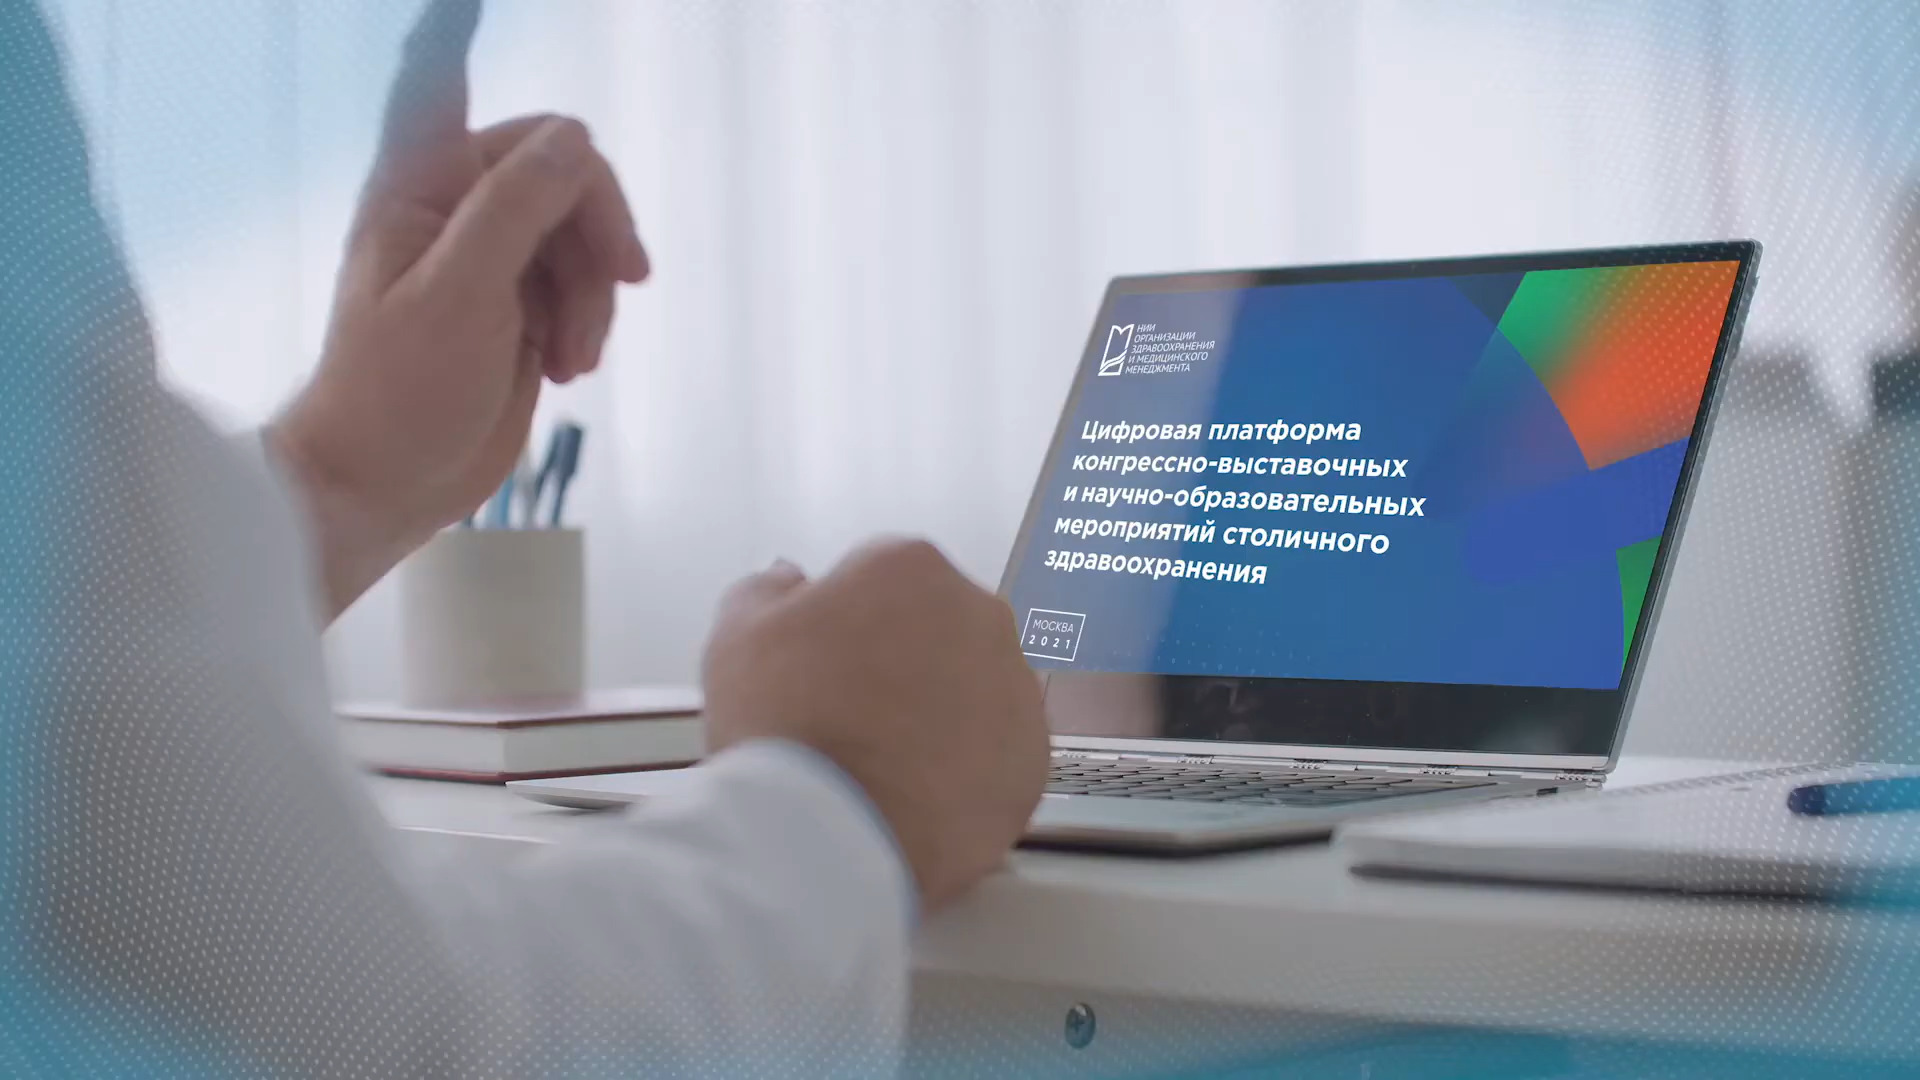 НИИ
ОРГАНИЗАЦИИ
ЗДРАВООХРАНЕНИЯ
И МЕДИЦИНСКОГО
МЕНЕДЖМЕНТА
Цифровая платформа
конгрессно-выставочных
и научно-образовательных
мероприятий столичного
здравоохранения
МОСКВА
2021